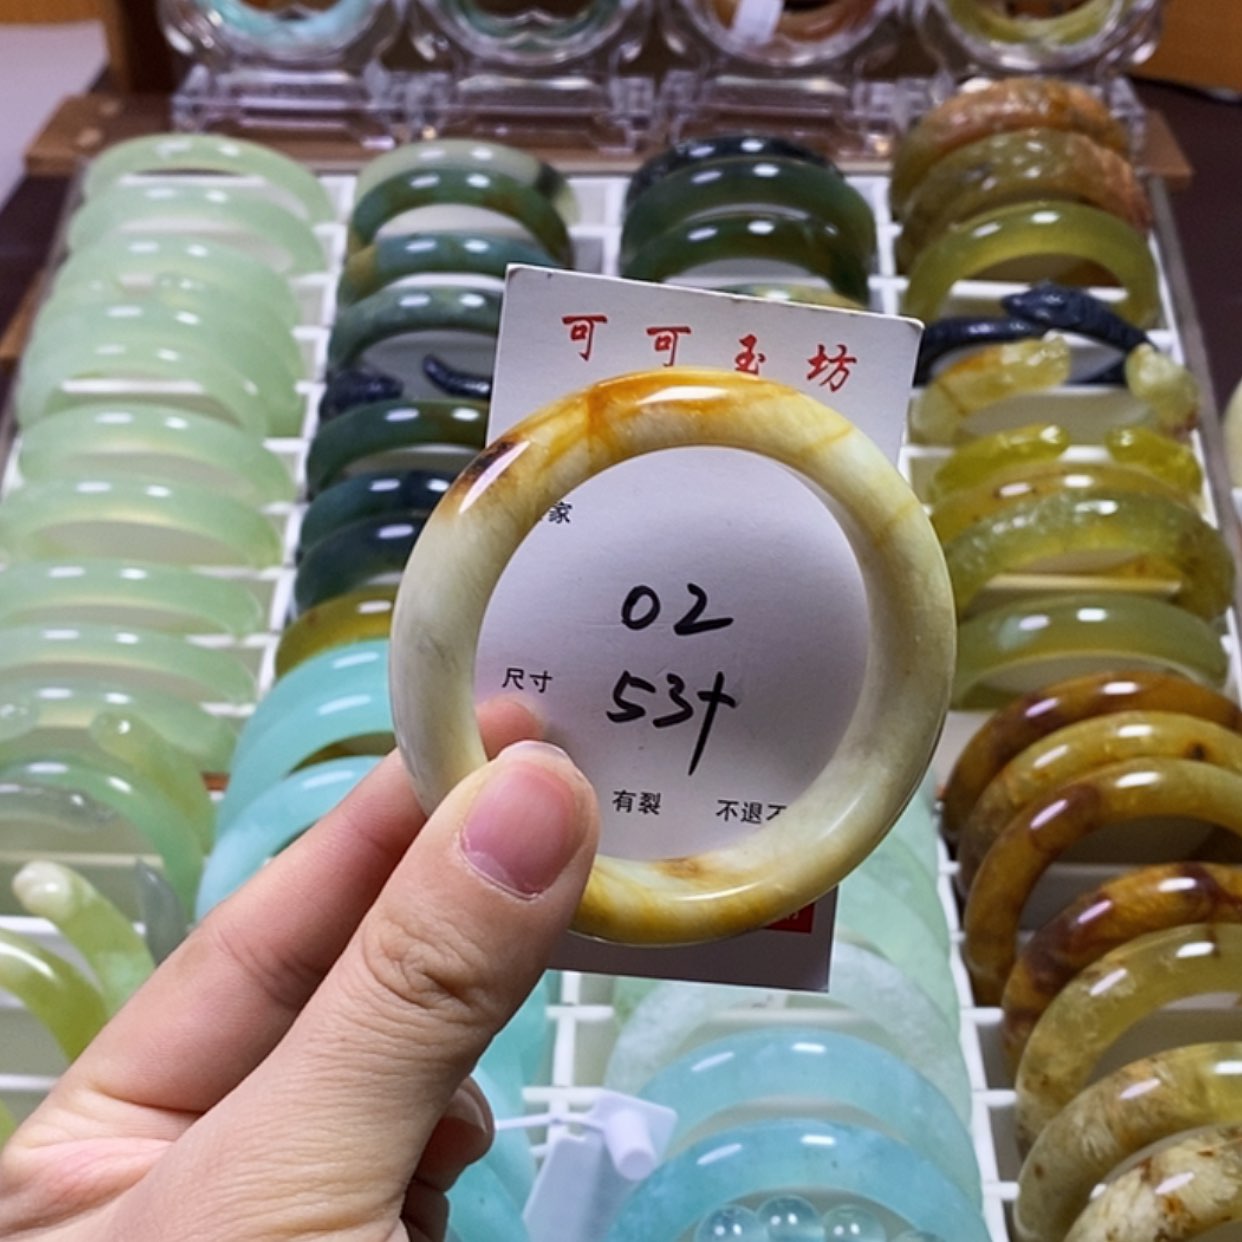 可可玉坊
家
02
尺寸 53+
有裂 不退